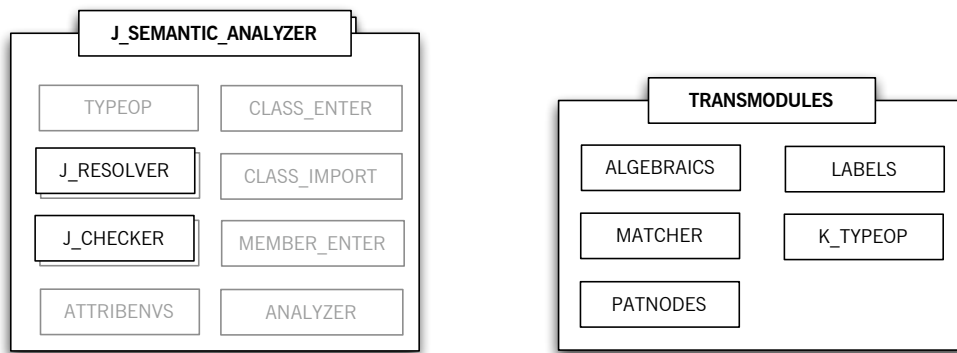 J_SEMANTIC_ANALYZER
TYPEOP
CLASS_ENTER
J_RESOLVER
CLASS_IMPORT
J_CHECKER
MEMBER_ENTER
ATTRIBENVS
ANALYZER
TRANSMODULES
ALGEBRAICS
LABELS
MATCHER
K_TYPEOP
PATNODES